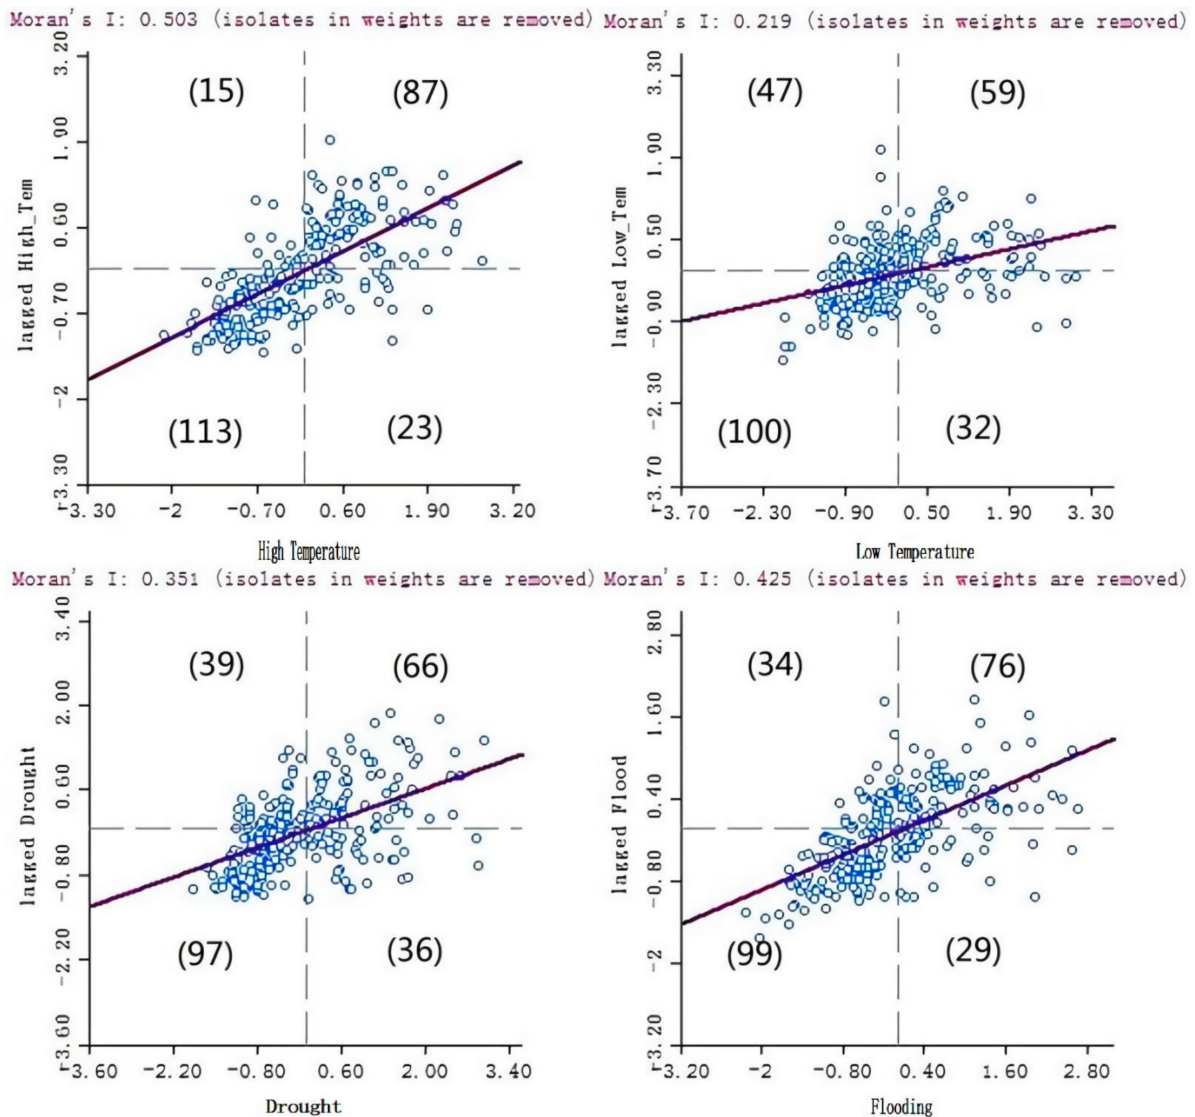 Moran's I: 0.503 (isolates in weights are removed)
3.20
1.90
0.60
-0.70
-2
-3.30
lagged High_Tem
(15)
(87)
(113)
(23)
-3.30 -2 -0.70 0.60 1.90 3.20
High Temperature
Moran's I: 0.219 (isolates in weights are removed)
3.30
1.90
0.50
-0.90
-2.30
-3.70
lagged Low_Tem
(47)
(59)
(100)
(32)
-3.70 -2.30 -0.90 0.50 1.90 3.30
Low Temperature
Moran's I: 0.351 (isolates in weights are removed)
3.40
2.00
0.60
-0.80
-2.20
-3.60
lagged Drought
(39)
(66)
(97)
(36)
-3.60 -2.20 -0.80 0.60 2.00 3.40
Drought
Moran's I: 0.425 (isolates in weights are removed)
2.80
1.60
0.40
-0.80
-2
-3.20
lagged Flood
(34)
(76)
(99)
(29)
-3.20 -2 -0.80 0.40 1.60 2.80
Flooding